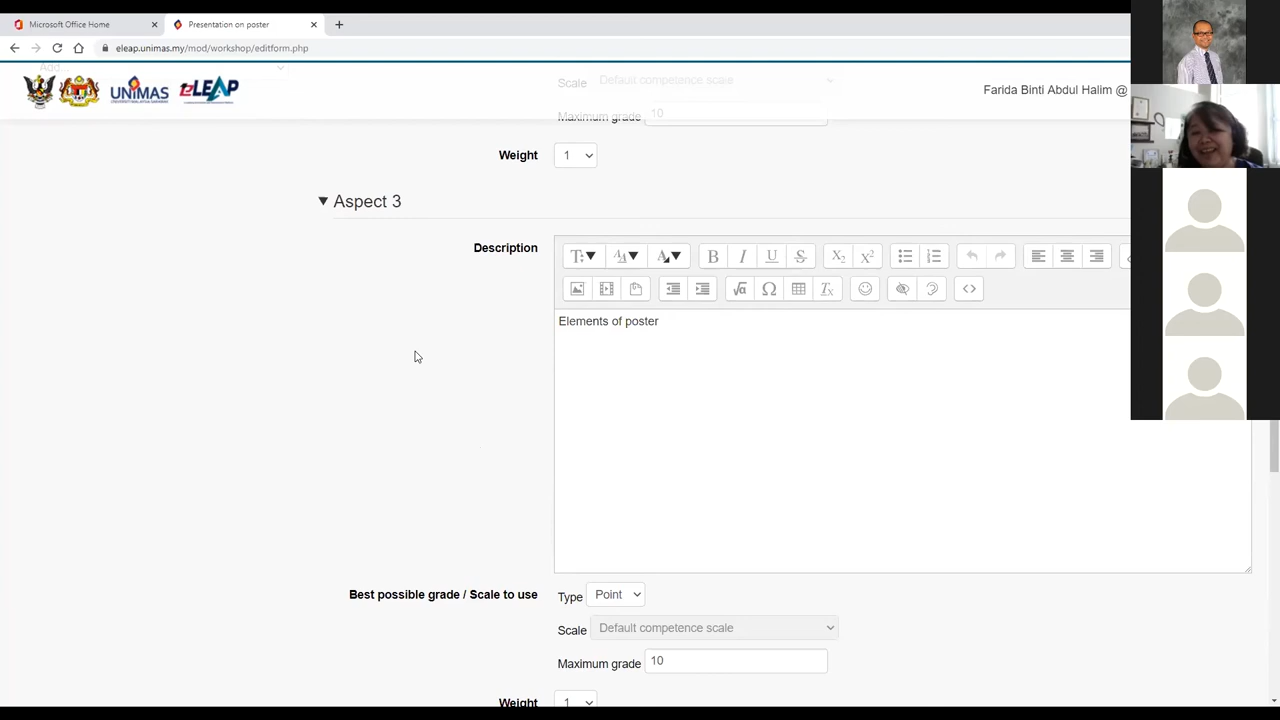 Microsoft Office Home
Presentation on poster
eleap.unimas.my/mod/workshop/editform.php
Add...
UNIMAS
eLEAP
Farida Binti Abdul Halim @
Scale Default competence scale
Maximum grade 10
Weight 1
Aspect 3
Description
Elements of poster
Best possible grade / Scale to use
Type Point
Scale Default competence scale
Maximum grade 10
Weight 1